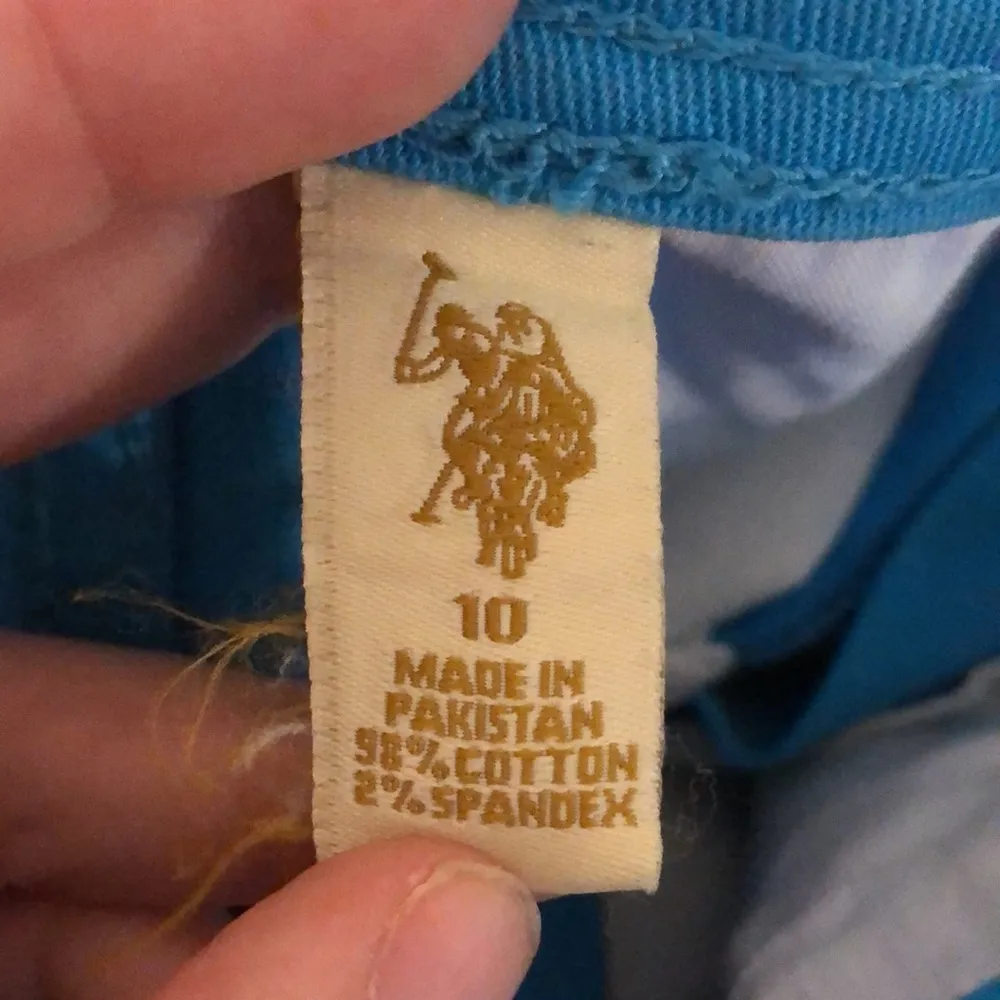 10
MADE IN
PAKISTAN
98% COTTON
2% SPANDEX